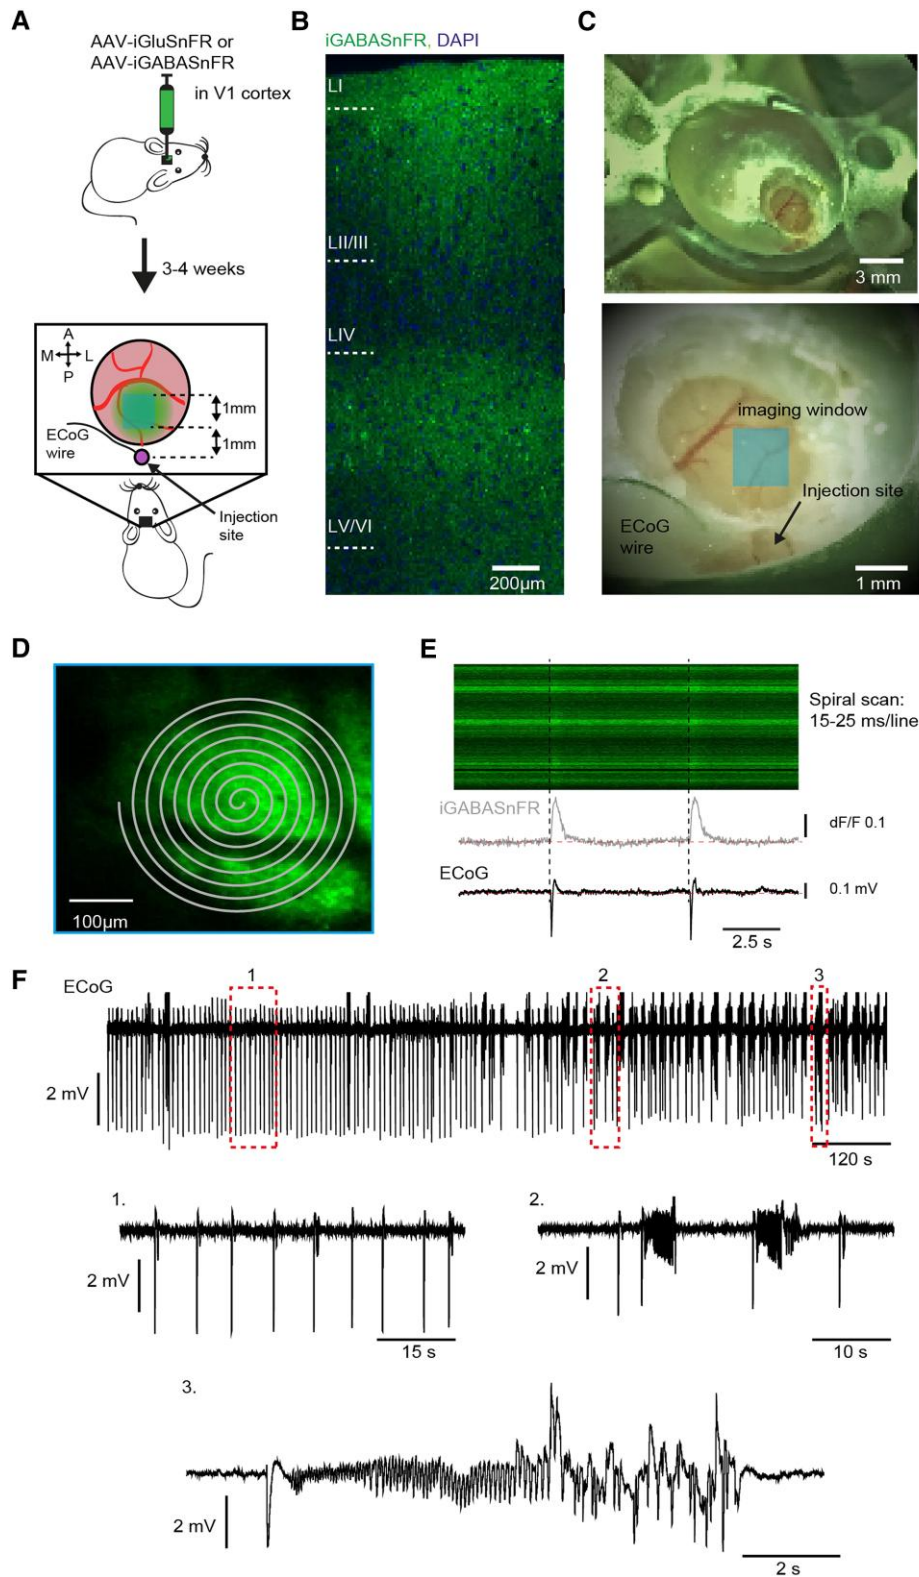 A
AAV-iGluSnFR or
AAV-iGABASnFR
in V1 cortex
3-4 weeks
A
M
L
P
1mm
1mm
ECoG
wire
Injection
site
B
iGABASnFR, DAPI
LI
LII/III
LIV
LV/VI
200µm
C
3 mm
imaging window
Injection site
ECoG
wire
1 mm
D
100µm
E
Spiral scan:
15-25 ms/line
iGABASnFR
dF/F 0.1
ECoG
0.1 mV
2.5 s
F
ECoG
1
2
3
2 mV
120 s
1.
2 mV
15 s
2.
2 mV
10 s
3.
2 mV
2 s